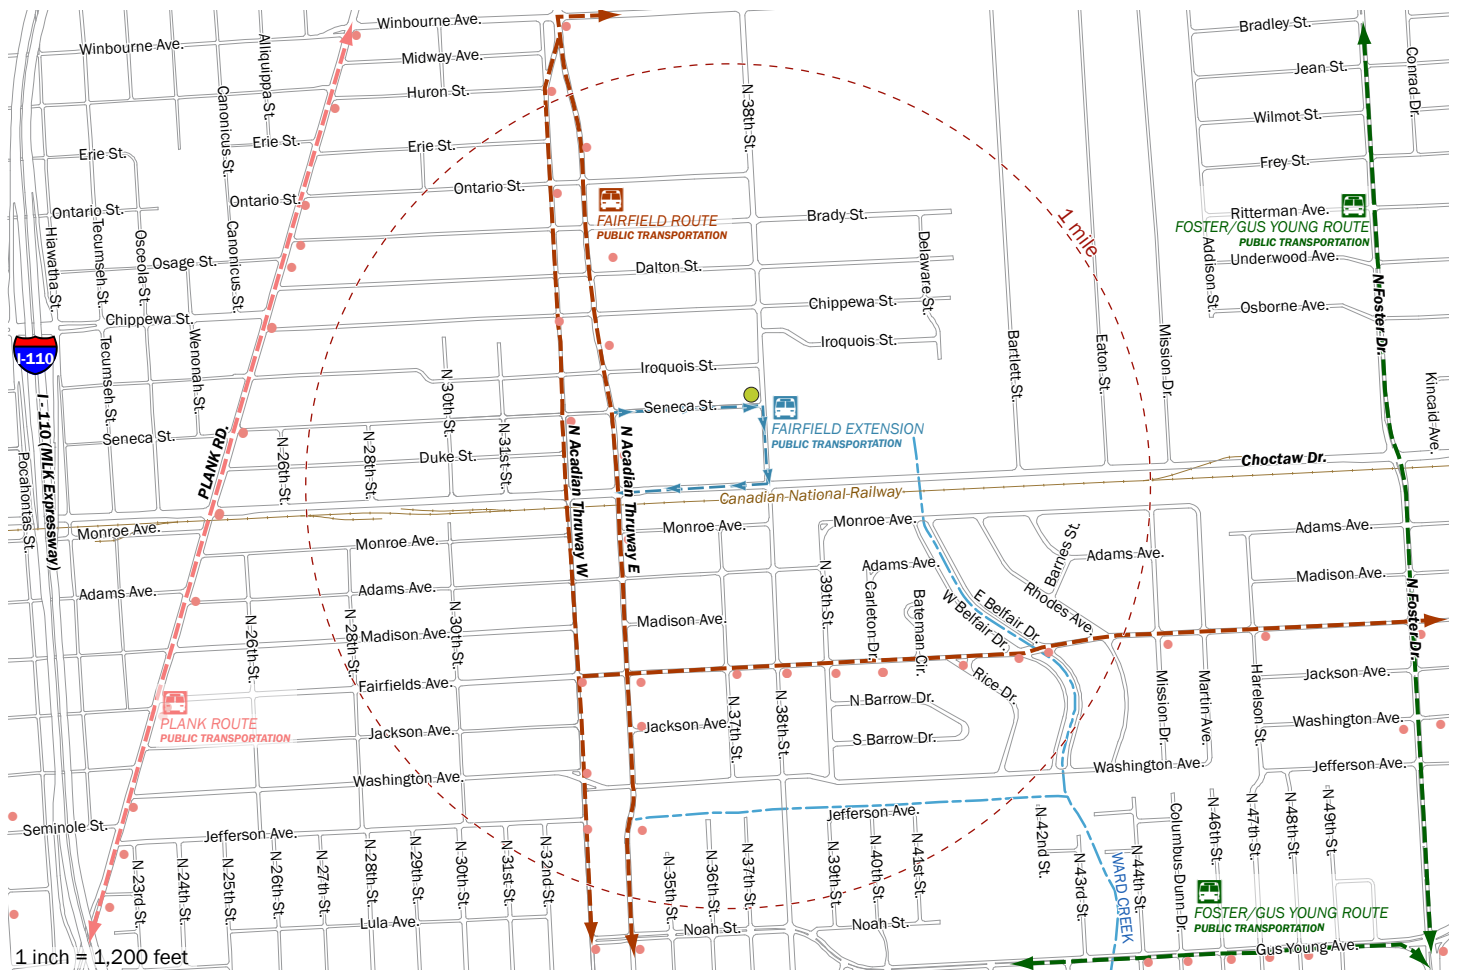 Winbourne Ave.
Bradley St.
Winbourne Ave.
Alliquippa St.
Midway Ave.
Jean St.
Conrad Dr.
Huron St.
Canonicus St.
N 38th St.
Wilmot St.
Erie St.
Erie St.
Erie St.
Frey St.
Ontario St.
Ontario St.
Ontario St.
Ritterman Ave.
FAIRFIELD ROUTE
PUBLIC TRANSPORTATION
Brady St.
1 mile
FOSTER/GUS YOUNG ROUTE
PUBLIC TRANSPORTATION
Hiawatha St.
Tecumseh St.
Osceola St.
Canonicus St.
Delaware St.
Addison St.
Underwood Ave.
Osage St.
Dalton St.
N Foster Dr.
Chippewa St.
Chippewa St.
Osborne Ave.
I-110
Tecumseh St.
Wenonah St.
Iroquois St.
Bartlett St.
Eaton St.
Mission Dr.
Iroquois St.
Kincaid Ave.
N 30th St.
Seneca St.
FAIRFIELD EXTENSION
PUBLIC TRANSPORTATION
Seneca St.
PLANK RD.
N 26th St.
N 28th St.
N 31st St.
Duke St.
N Acadian Thruway W
N Acadian Thruway E
Choctaw Dr.
I - 110 (MLK Expressway)
Pocahontas St.
Canadian National Railway
Monroe Ave.
Monroe Ave.
Monroe Ave.
Monroe Ave.
Adams Ave.
Barnes St.
Adams Ave.
Adams Ave.
Adams Ave.
Adams Ave.
Madison Ave.
N 39th St.
Carleton Dr.
Bateman Cir.
W Belfair Dr.
E Belfair Dr.
Rhodes Ave.
N Foster Dr.
N 26th St.
N 28th St.
N 30th St.
Madison Ave.
Madison Ave.
Fairfields Ave.
Rice Dr.
Jackson Ave.
N Barrow Dr.
PLANK ROUTE
PUBLIC TRANSPORTATION
Jackson Ave.
Jackson Ave.
N 37th St.
N 38th St.
S Barrow Dr.
Mission Dr.
Martin Ave.
Harelson St.
Washington Ave.
Washington Ave.
Washington Ave.
Jefferson Ave.
Seminole St.
Jefferson Ave.
Jefferson Ave.
N 23rd St.
N 24th St.
N 25th St.
N 26th St.
N 27th St.
N 28th St.
N 29th St.
N 30th St.
N 31st St.
N 32nd St.
N 35th St.
N 36th St.
N 37th St.
N 39th St.
N 40th St.
N 41st St.
N 42nd St.
N 43rd St.
N 44th St.
Columbus Dunn Dr.
N 46th St.
N 47th St.
N 48th St.
N 49th St.
WARD CREEK
FOSTER/GUS YOUNG ROUTE
PUBLIC TRANSPORTATION
Lula Ave.
Noah St.
Noah St.
Gus Young Ave.
1 inch = 1,200 feet